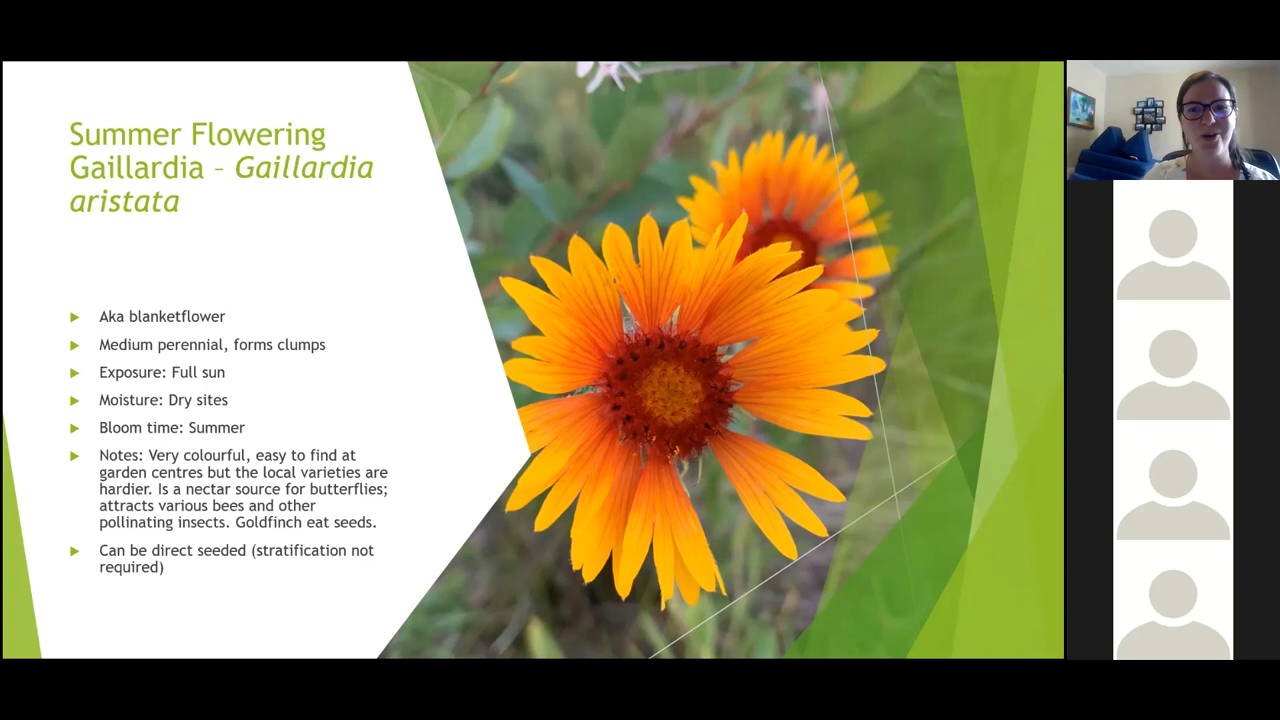 Summer Flowering
Gaillardia – Gaillardia
aristata
Aka blanketflower
Medium perennial, forms clumps
Exposure: Full sun
Moisture: Dry sites
Bloom time: Summer
Notes: Very colourful, easy to find at
garden centres but the local varieties are
hardier. Is a nectar source for butterflies;
attracts various bees and other
pollinating insects. Goldfinch eat seeds.
Can be direct seeded (stratification not
required)